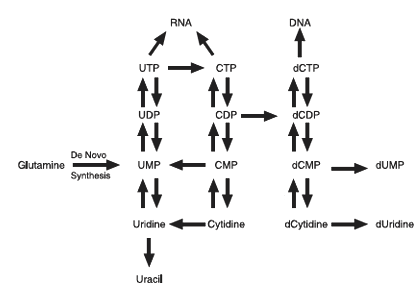 RNA DNA
UTP CTP dCTP
UDP CDP dCDP
De Novo
Glutamine UMP CMP dCMP dUMP
Synthesis
Uridine Cytidine dCytidine dUridine
Uracil